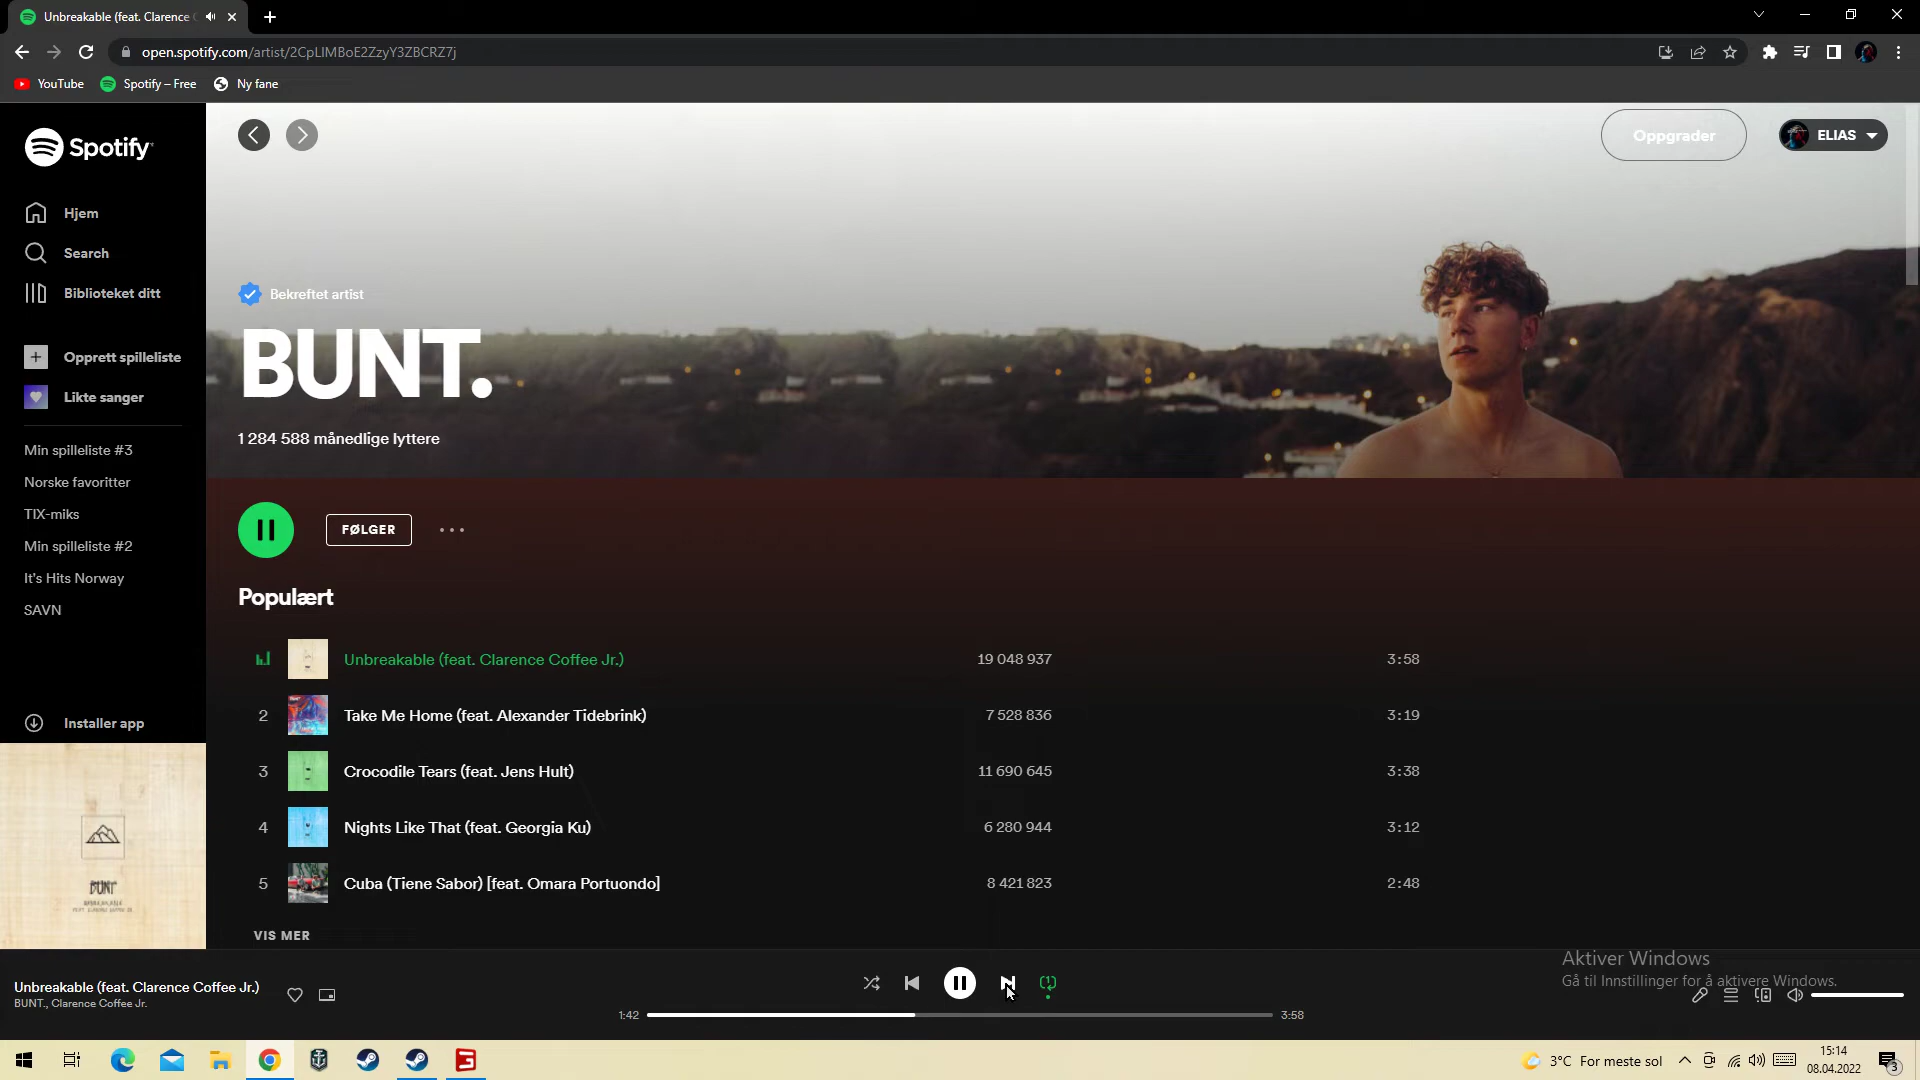 Unbreakable (feat. Clarence C
open.spotify.com/artist/2CpLIMBoE2ZzyY3ZBCRZ7j
YouTube
Spotify – Free
Ny fane
Spotify
Oppgrader
ELIAS
Hjem
Search
Biblioteket ditt
Opprett spilleliste
Likte sanger
Min spilleliste #3
Norske favoritter
TIX-miks
Min spilleliste #2
It's Hits Norway
SAVN
Installer app
Bekreftet artist
BUNT.
1 284 588 månedlige lyttere
FØLGER
Populært
Unbreakable (feat. Clarence Coffee Jr.) 19 048 937 3:58
2 Take Me Home (feat. Alexander Tidebrink) 7 528 836 3:19
3 Crocodile Tears (feat. Jens Hult) 11 690 645 3:38
4 Nights Like That (feat. Georgia Ku) 6 280 944 3:12
5 Cuba (Tiene Sabor) [feat. Omara Portuondo] 8 421 823 2:48
VIS MER
BUNT
Aktiver Windows
Gå til Innstillinger for å aktivere Windows.
Unbreakable (feat. Clarence Coffee Jr.)
BUNT., Clarence Coffee Jr.
1:42
3:58
3°C For meste sol
15:14
08.04.2022
3